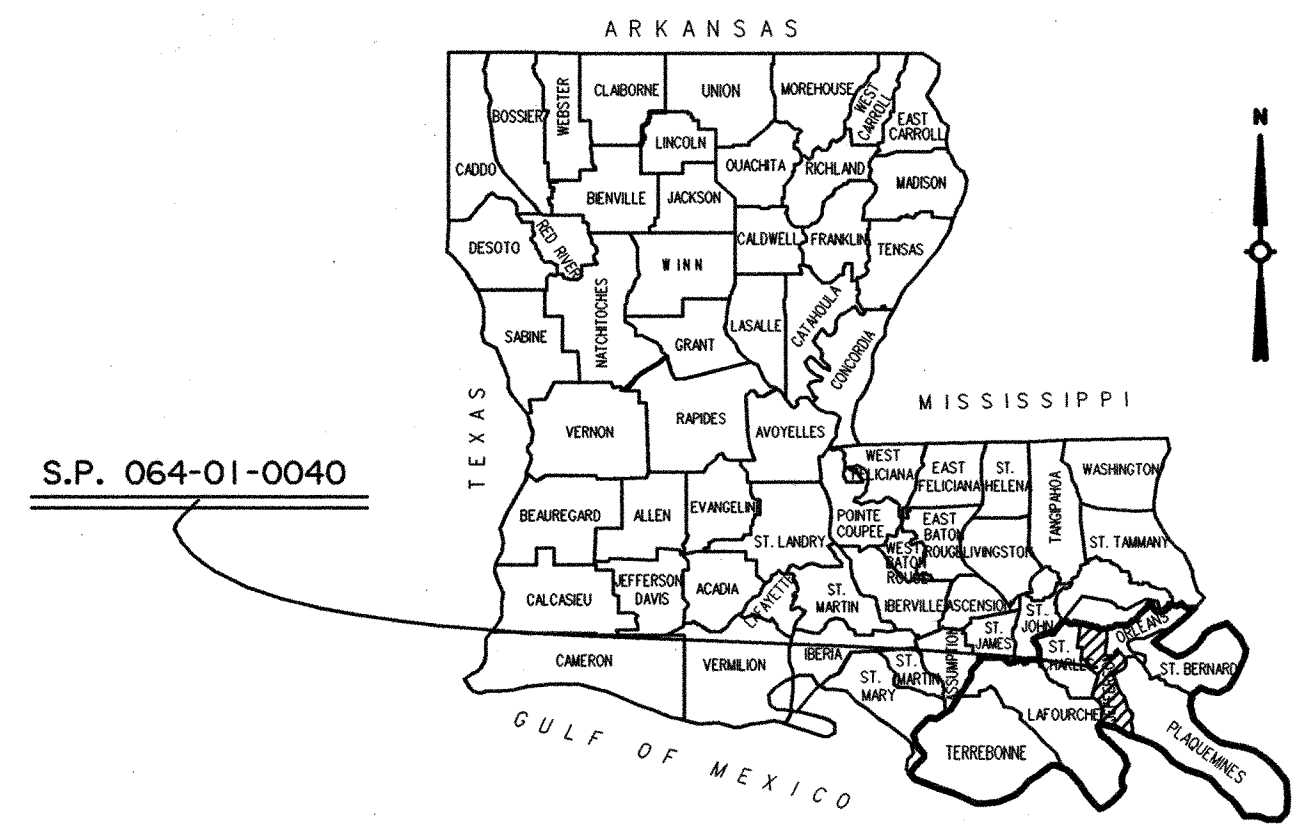 ARKANSAS
N
CLAIBORNE
UNION
MOREHOUSE
WEST
CARROLL
BOSSIER
WEBSTER
EAST
CARROLL
LINCOLN
CADDO
OUACHITA
RICHLAND
MADISON
BIENVILLE
JACKSON
DESOTO
RED RIVER
CALDWELL
FRANKLIN
TENSAS
WINN
NATCHITOCHES
CATAHOULA
SABINE
GRANT
LASALLE
CONCORDIA
TEXAS
MISSISSIPPI
VERNON
RAPIDES
AVOYELLES
S.P. 064-01-0040
WEST
FELICIANA
EAST
FELICIANA
ST.
HELENA
TANGIPAHOA
WASHINGTON
BEAUREGARD
ALLEN
EVANGELIN
POINTE
COUPEE
EAST
BATON
ROUGE
LIVINGSTON
ST. TAMMANY
ST. LANDRY
WEST
BATON
ROUGE
CALCASIEU
JEFFERSON
DAVIS
ACADIA
LAFAYETTE
ST.
MARTIN
IBERVILLE
ASCENSION
ST.
JOHN
ORLEANS
ST.
JAMES
CAMERON
VERMILION
IBERIA
ST.
MARTIN
ASSUMPTION
ST.
ST. BERNARD
ST.
MARY
LAFOURCHE
TERREBONNE
PLAQUEMINES
GULF OF MEXICO